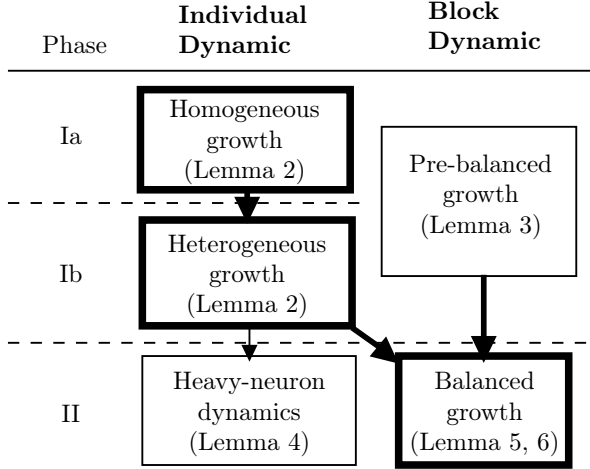 Phase
Individual
Dynamic
Block
Dynamic
Ia
Homogeneous
growth
(Lemma 2)
Pre-balanced
growth
(Lemma 3)
Ib
Heterogeneous
growth
(Lemma 2)
II
Heavy-neuron
dynamics
(Lemma 4)
Balanced
growth
(Lemma 5, 6)